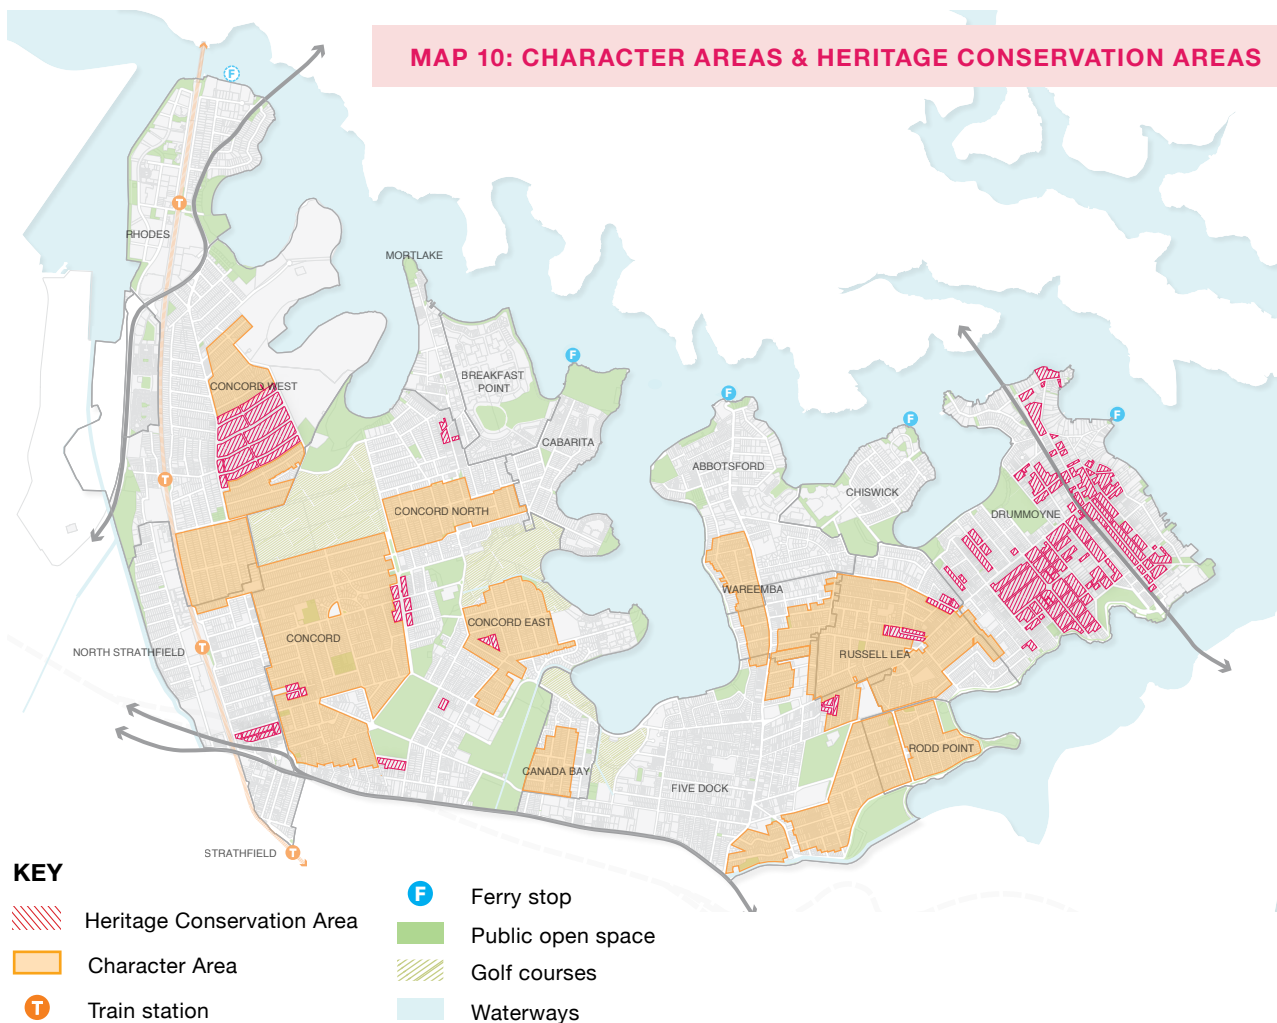 MAP 10: CHARACTER AREAS & HERITAGE CONSERVATION AREAS
F
T
RHODES
MORTLAKE
F
BREAKFAST
POINT
CONCORD WEST
F
F
F
CABARITA
ABBOTSFORD
CHISWICK
T
CONCORD NORTH
DRUMMOYNE
WAREEMBA
CONCORD EAST
CONCORD
T
NORTH STRATHFIELD
RUSSELL LEA
RODD POINT
CANADA BAY
FIVE DOCK
STRATHFIELD
T
KEY
Heritage Conservation Area
Character Area
T
Train station
F
Ferry stop
Public open space
Golf courses
Waterways